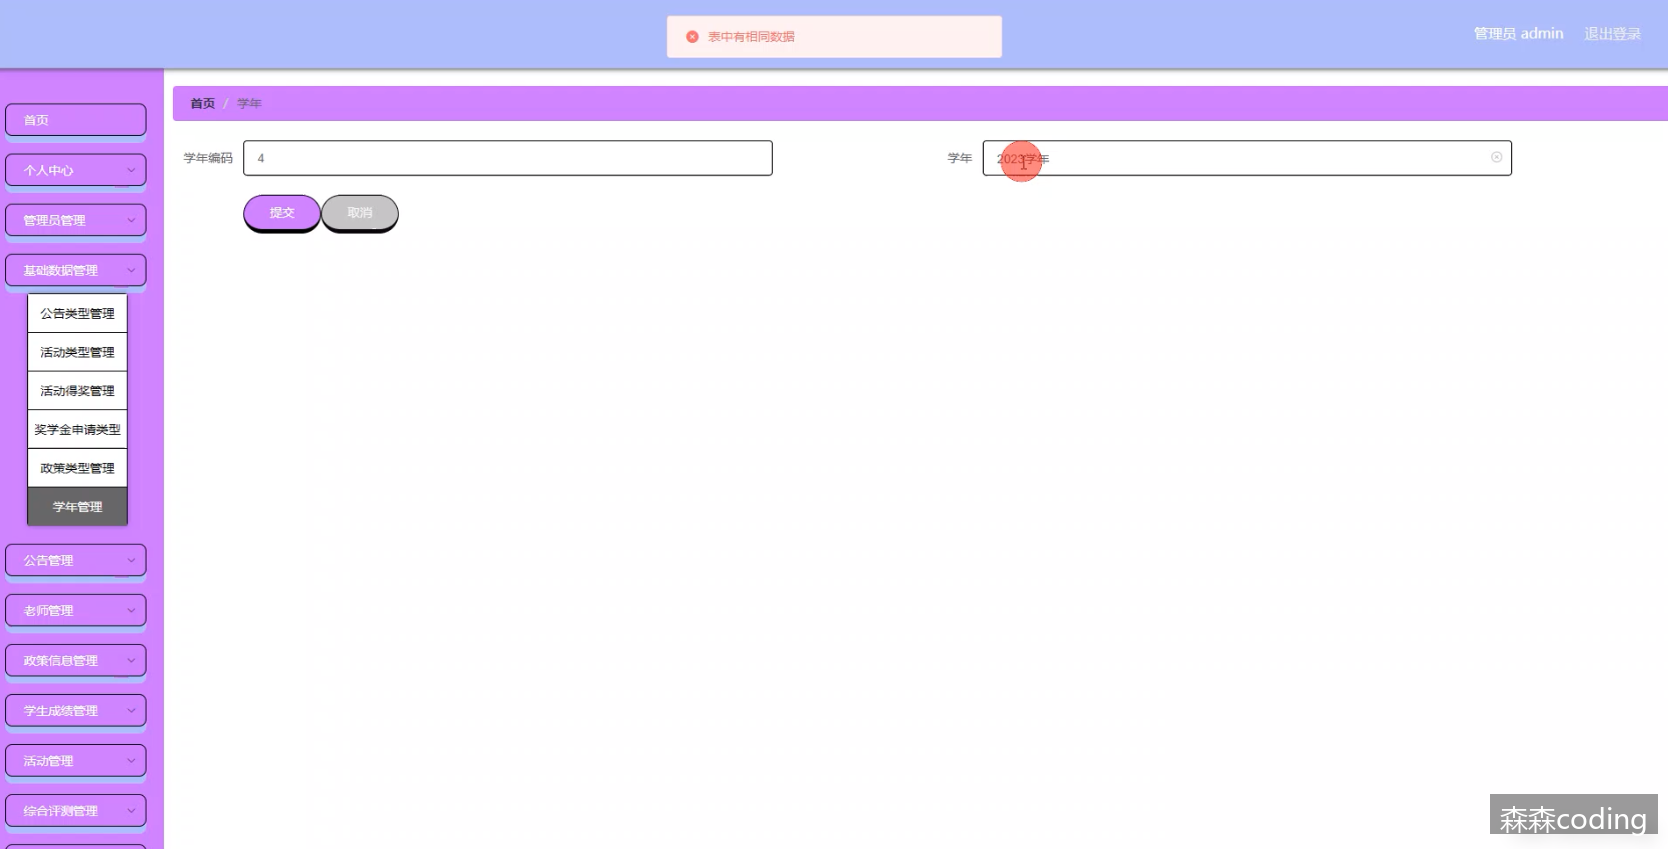 表中有相同数据
管理员 admin 退出登录
首页 / 学年
首页
个人中心
管理员管理
基础数据管理
公告类型管理
活动类型管理
活动得奖管理
奖学金申请类型
政策类型管理
学年管理
公告管理
老师管理
政策信息管理
学生成绩管理
活动管理
综合评测管理
学年编码 4
学年 2023学年
提交 取消
森森coding